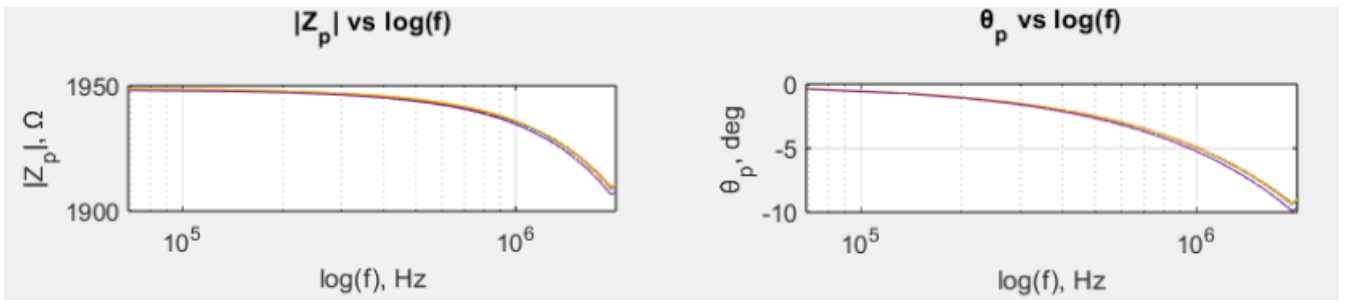 |Z_p| vs log(f)
1950
|Z_p|, Ω
1900
10^5
10^6
log(f), Hz
θ_p vs log(f)
0
θ_p, deg
-5
-10
10^5
10^6
log(f), Hz